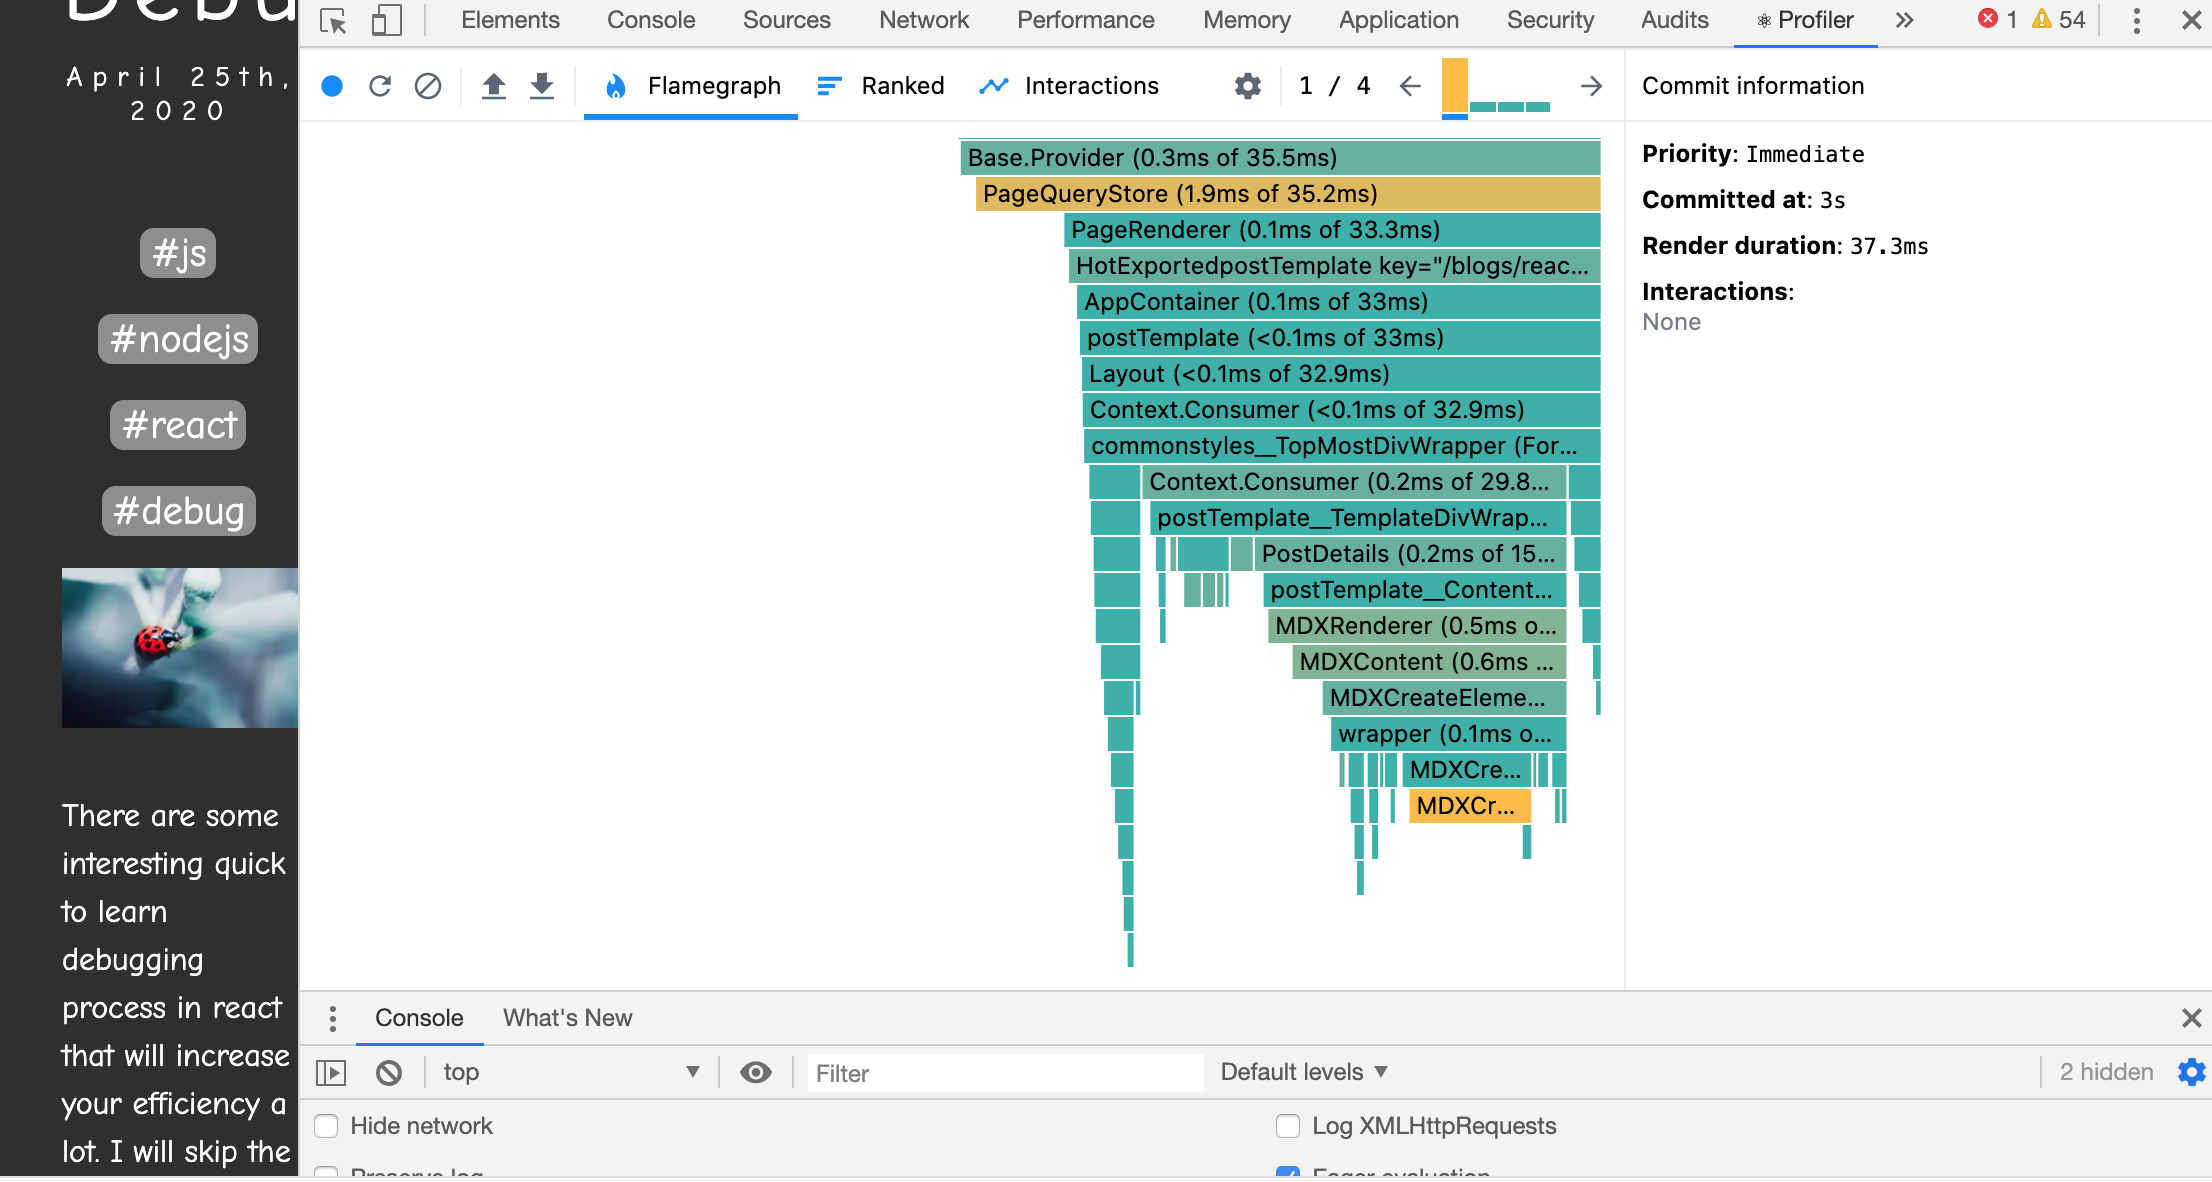 Debu
April 25th,
2020
#js
#nodejs
#react
#debug
There are some
interesting quick
to learn
debugging
process in react
that will increase
your efficiency a
lot. I will skip the
Elements Console Sources Network Performance Memory Application Security Audits Profiler 1 54
Flamegraph Ranked Interactions 1 / 4 Commit information
Base.Provider (0.3ms of 35.5ms)
PageQueryStore (1.9ms of 35.2ms)
PageRenderer (0.1ms of 33.3ms)
HotExportedpostTemplate key="/blogs/reac...
AppContainer (0.1ms of 33ms)
postTemplate (<0.1ms of 33ms)
Layout (<0.1ms of 32.9ms)
Context.Consumer (<0.1ms of 32.9ms)
commonstyles__TopMostDivWrapper (For...
Context.Consumer (0.2ms of 29.8...
postTemplate__TemplateDivWrap...
PostDetails (0.2ms of 15...
postTemplate__Content...
MDXRenderer (0.5ms o...
MDXContent (0.6ms ...
MDXCreateEleme...
wrapper (0.1ms o...
MDXCre...
MDXCr...
Priority: Immediate
Committed at: 3s
Render duration: 37.3ms
Interactions:
None
Console What's New
top Filter Default levels 2 hidden
Hide network Log XMLHttpRequests
Preserve log Eager evaluation